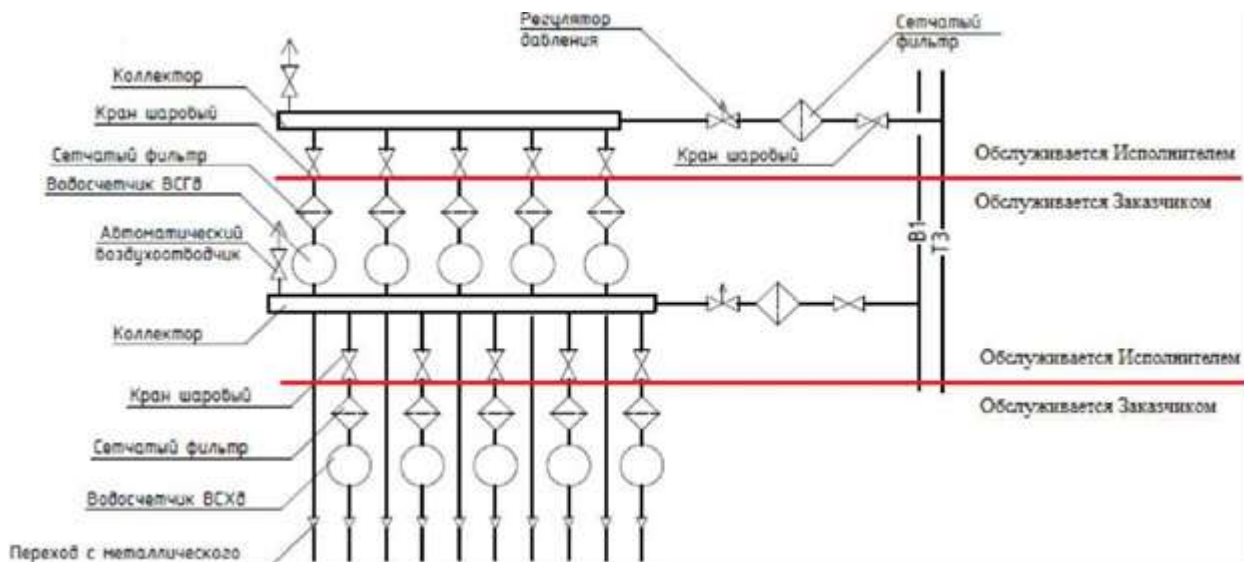 Регулятор
давления
Сетчатый
фильтр
Коллектор
Кран шаровый
Кран шаровый
Обслуживается Исполнителем
Сетчатый фильтр
Водосчетчик ВСГд
Обслуживается Заказчиком
Автоматический
воздухоотводчик
В1
Т3
Коллектор
Обслуживается Исполнителем
Кран шаровый
Обслуживается Заказчиком
Сетчатый фильтр
Водосчетчик ВСХд
Переход с металлического